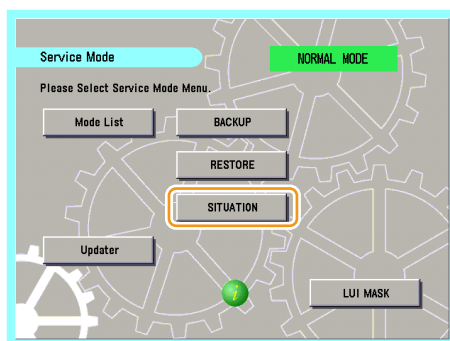 Service Mode
NORMAL MODE
Please Select Service Mode Menu.
Mode List
BACKUP
RESTORE
SITUATION
Updater
i
LUI MASK